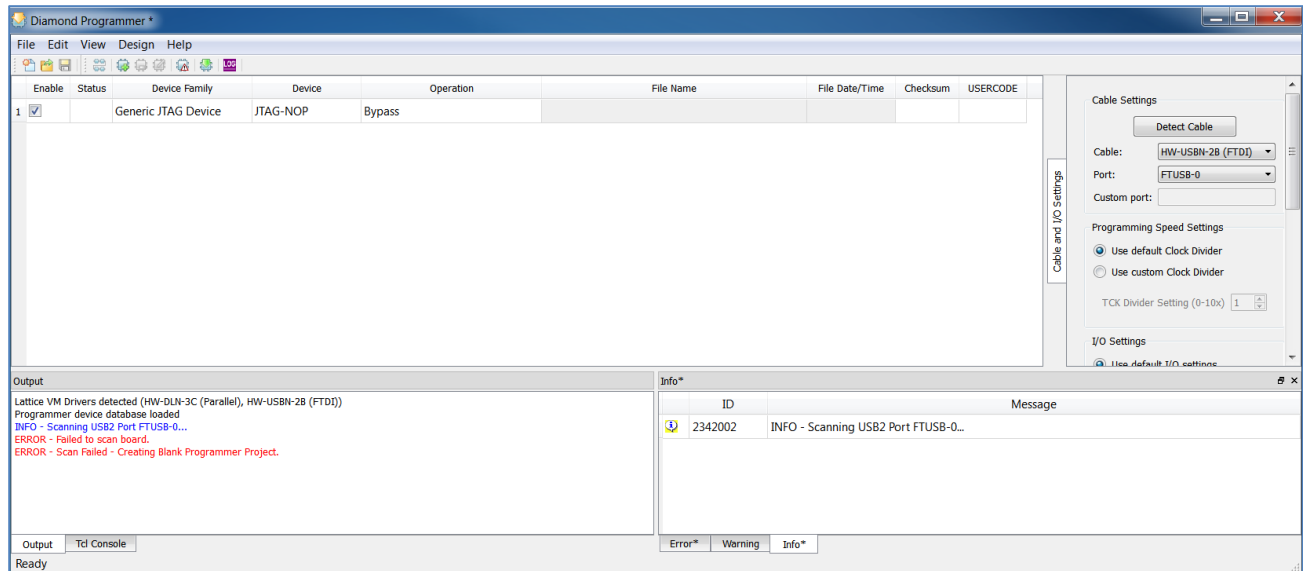 Diamond Programmer *
File Edit View Design Help
LOG
Enable Status Device Family Device Operation File Name File Date/Time Checksum USERCODE
1 Generic JTAG Device JTAG-NOP Bypass
Cable and I/O Settings
Cable Settings
Detect Cable
Cable: HW-USBN-2B (FTDI)
Port: FTUSB-0
Custom port:
Programming Speed Settings
Use default Clock Divider
Use custom Clock Divider
TCK Divider Setting (0-10x) 1
I/O Settings
Use default I/O settings
Output
Lattice VM Drivers detected (HW-DLN-3C (Parallel), HW-USBN-2B (FTDI))
Programmer device database loaded
INFO - Scanning USB2 Port FTUSB-0...
ERROR - Failed to scan board.
ERROR - Scan Failed - Creating Blank Programmer Project.
Output Tcl Console
Info*
ID Message
2342002 INFO - Scanning USB2 Port FTUSB-0...
Error* Warning Info*
Ready